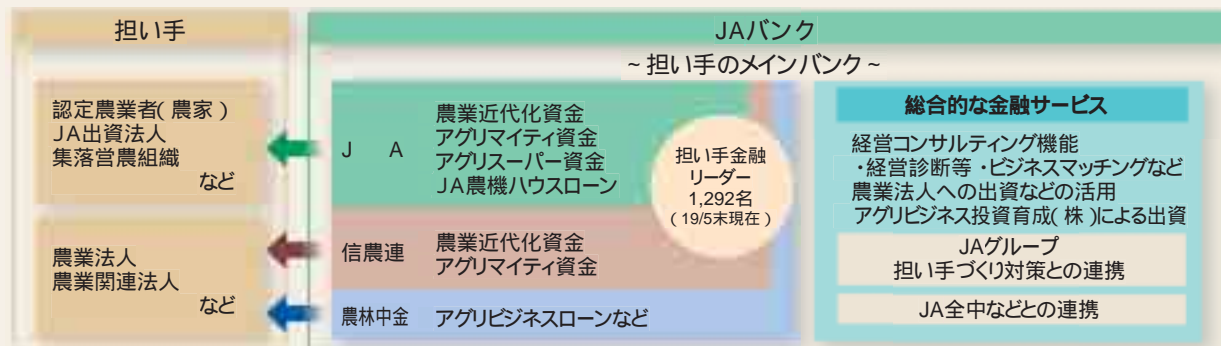 担い手
認定農業者(農家)
JA出資法人
集落営農組織
など
農業法人
農業関連法人
など
JAバンク
~担い手のメインバンク~
J A
農業近代化資金
アグリマイティ資金
アグリスーパー資金
JA農機ハウスローン
信農連
農業近代化資金
アグリマイティ資金
農林中金
アグリビジネスローンなど
担い手金融
リーダー
1,292名
(19/5末現在)
総合的な金融サービス
経営コンサルティング機能
・経営診断等・ビジネスマッチングなど
農業法人への出資などの活用
アグリビジネス投資育成(株)による出資
JAグループ
担い手づくり対策との連携
JA全中などとの連携